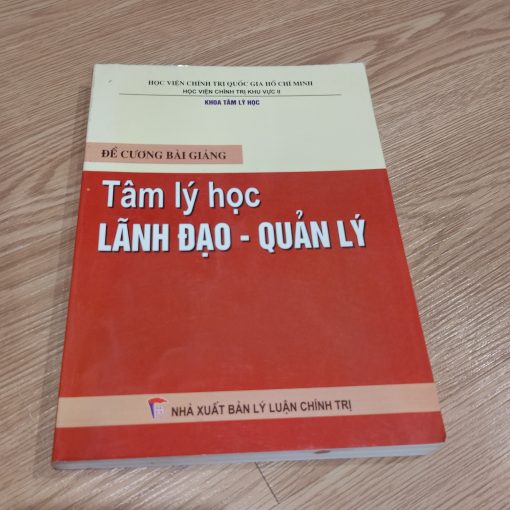 HỌC VIỆN CHÍNH TRỊ QUỐC GIA HỒ CHÍ MINH
HỌC VIỆN CHÍNH TRỊ KHU VỰC II
KHOA TÂM LÝ HỌC
ĐỀ CƯƠNG BÀI GIẢNG
Tâm lý học
LÃNH ĐẠO - QUẢN LÝ
NHÀ XUẤT BẢN LÝ LUẬN CHÍNH TRỊ